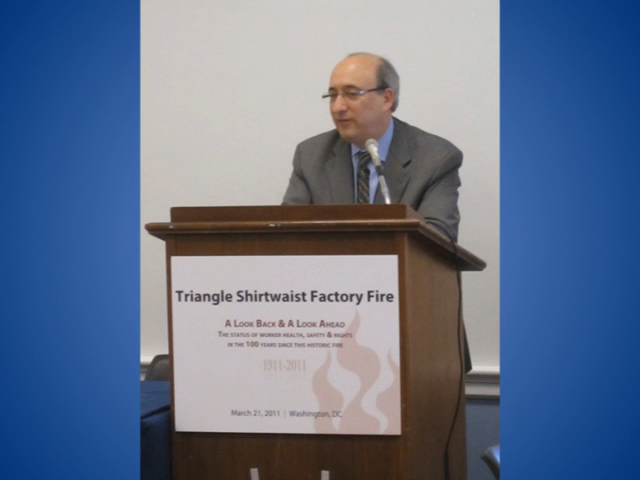 Triangle Shirtwaist Factory Fire
A Look Back & A Look Ahead
The status of worker health, safety & rights
in the 100 years since this historic fire
1911-2011
March 21, 2011 | Washington, DC